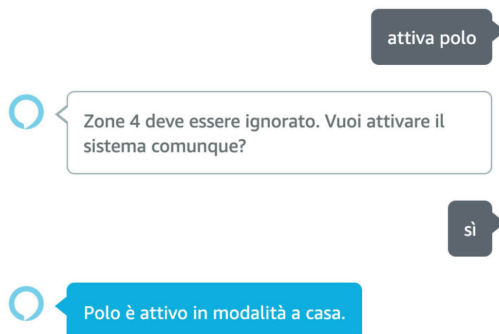 attiva polo
Zone 4 deve essere ignorato. Vuoi attivare il
sistema comunque?
sì
Polo è attivo in modalità a casa.